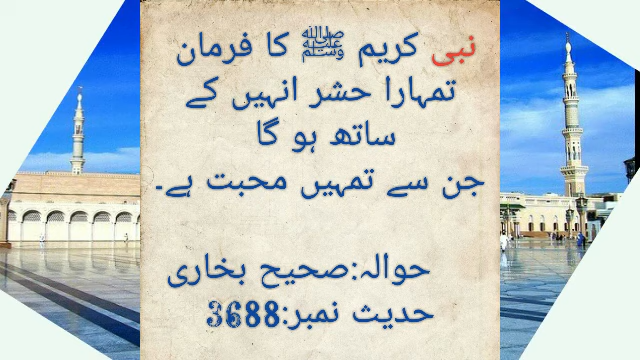 نبی کریم ﷺ کا فرمان
تمہارا حشر انہیں کے
ساتھ ہو گا
جن سے تمہیں محبت ہے۔
حوالہ:صحیح بخاری
حدیث نمبر:3688